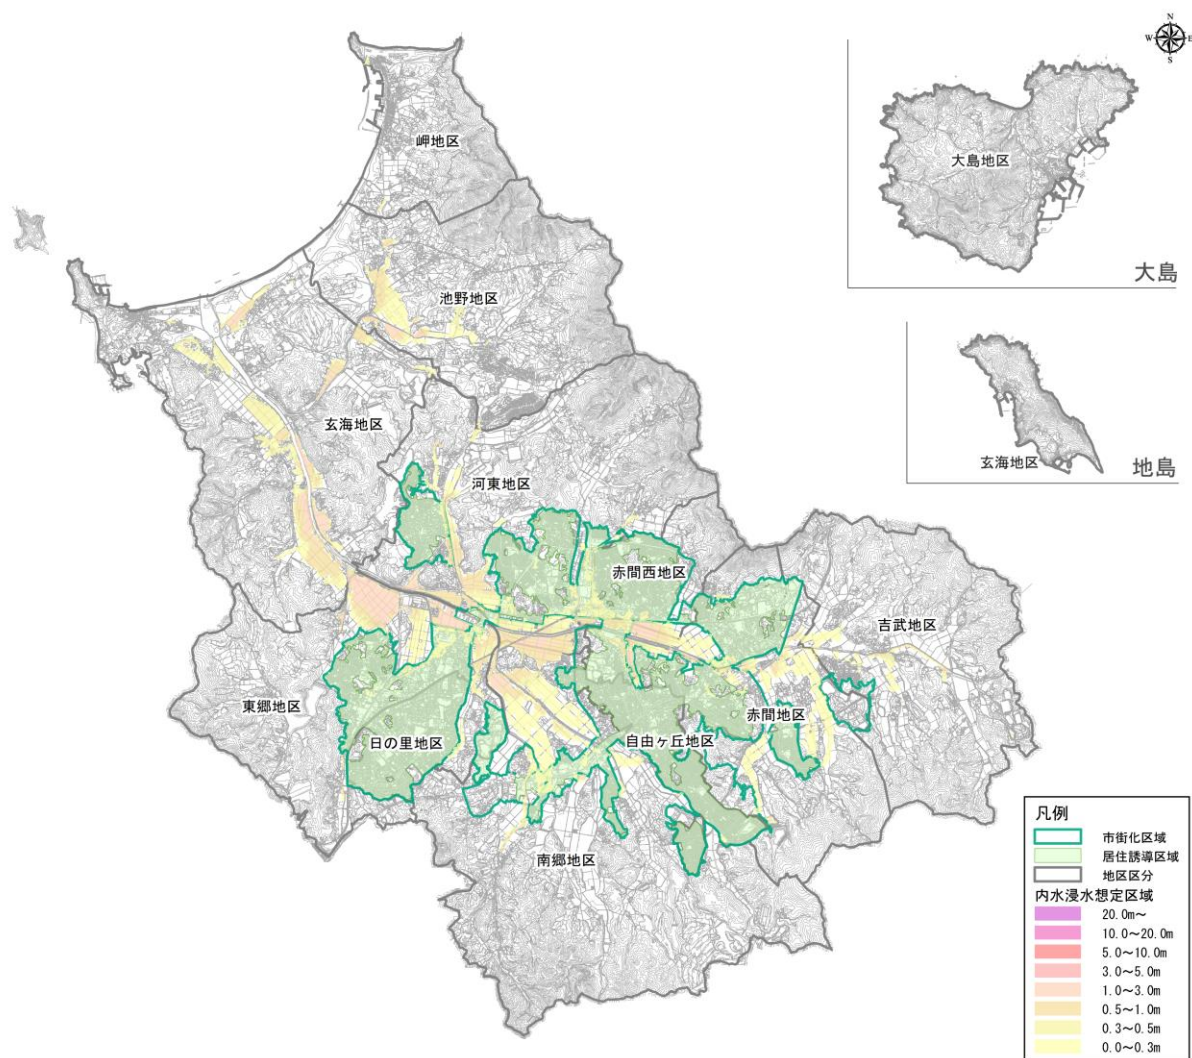 N
W E
S
岬地区
大島地区
大島
池野地区
玄海地区
玄海地区
地島
河東地区
赤間西地区
吉武地区
東郷地区
日の里地区
赤間地区
自由ヶ丘地区
南郷地区
凡例
市街化区域
居住誘導区域
地区区分
内水浸水想定区域
20.0m～
10.0～20.0m
5.0～10.0m
3.0～5.0m
1.0～3.0m
0.5～1.0m
0.3～0.5m
0.0～0.3m